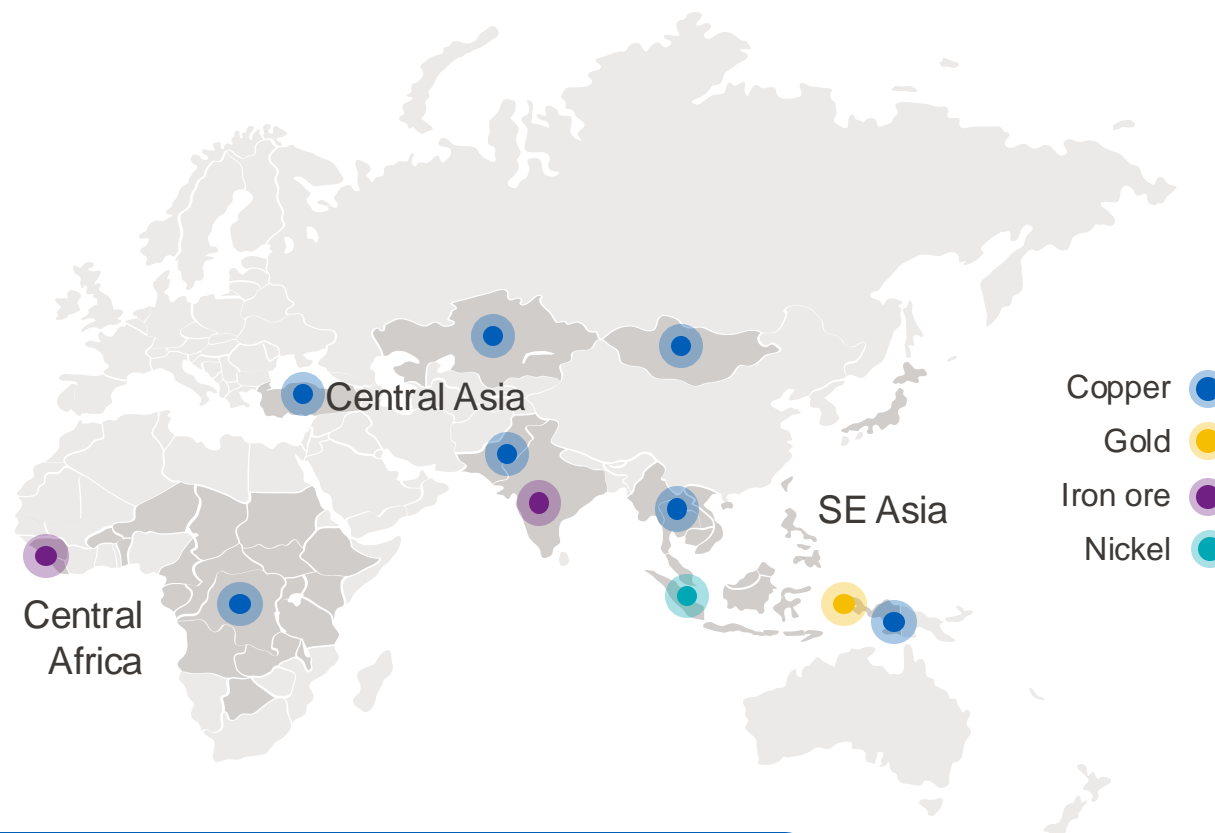 Central Asia
SE Asia
Central
Africa
Copper
Gold
Iron ore
Nickel